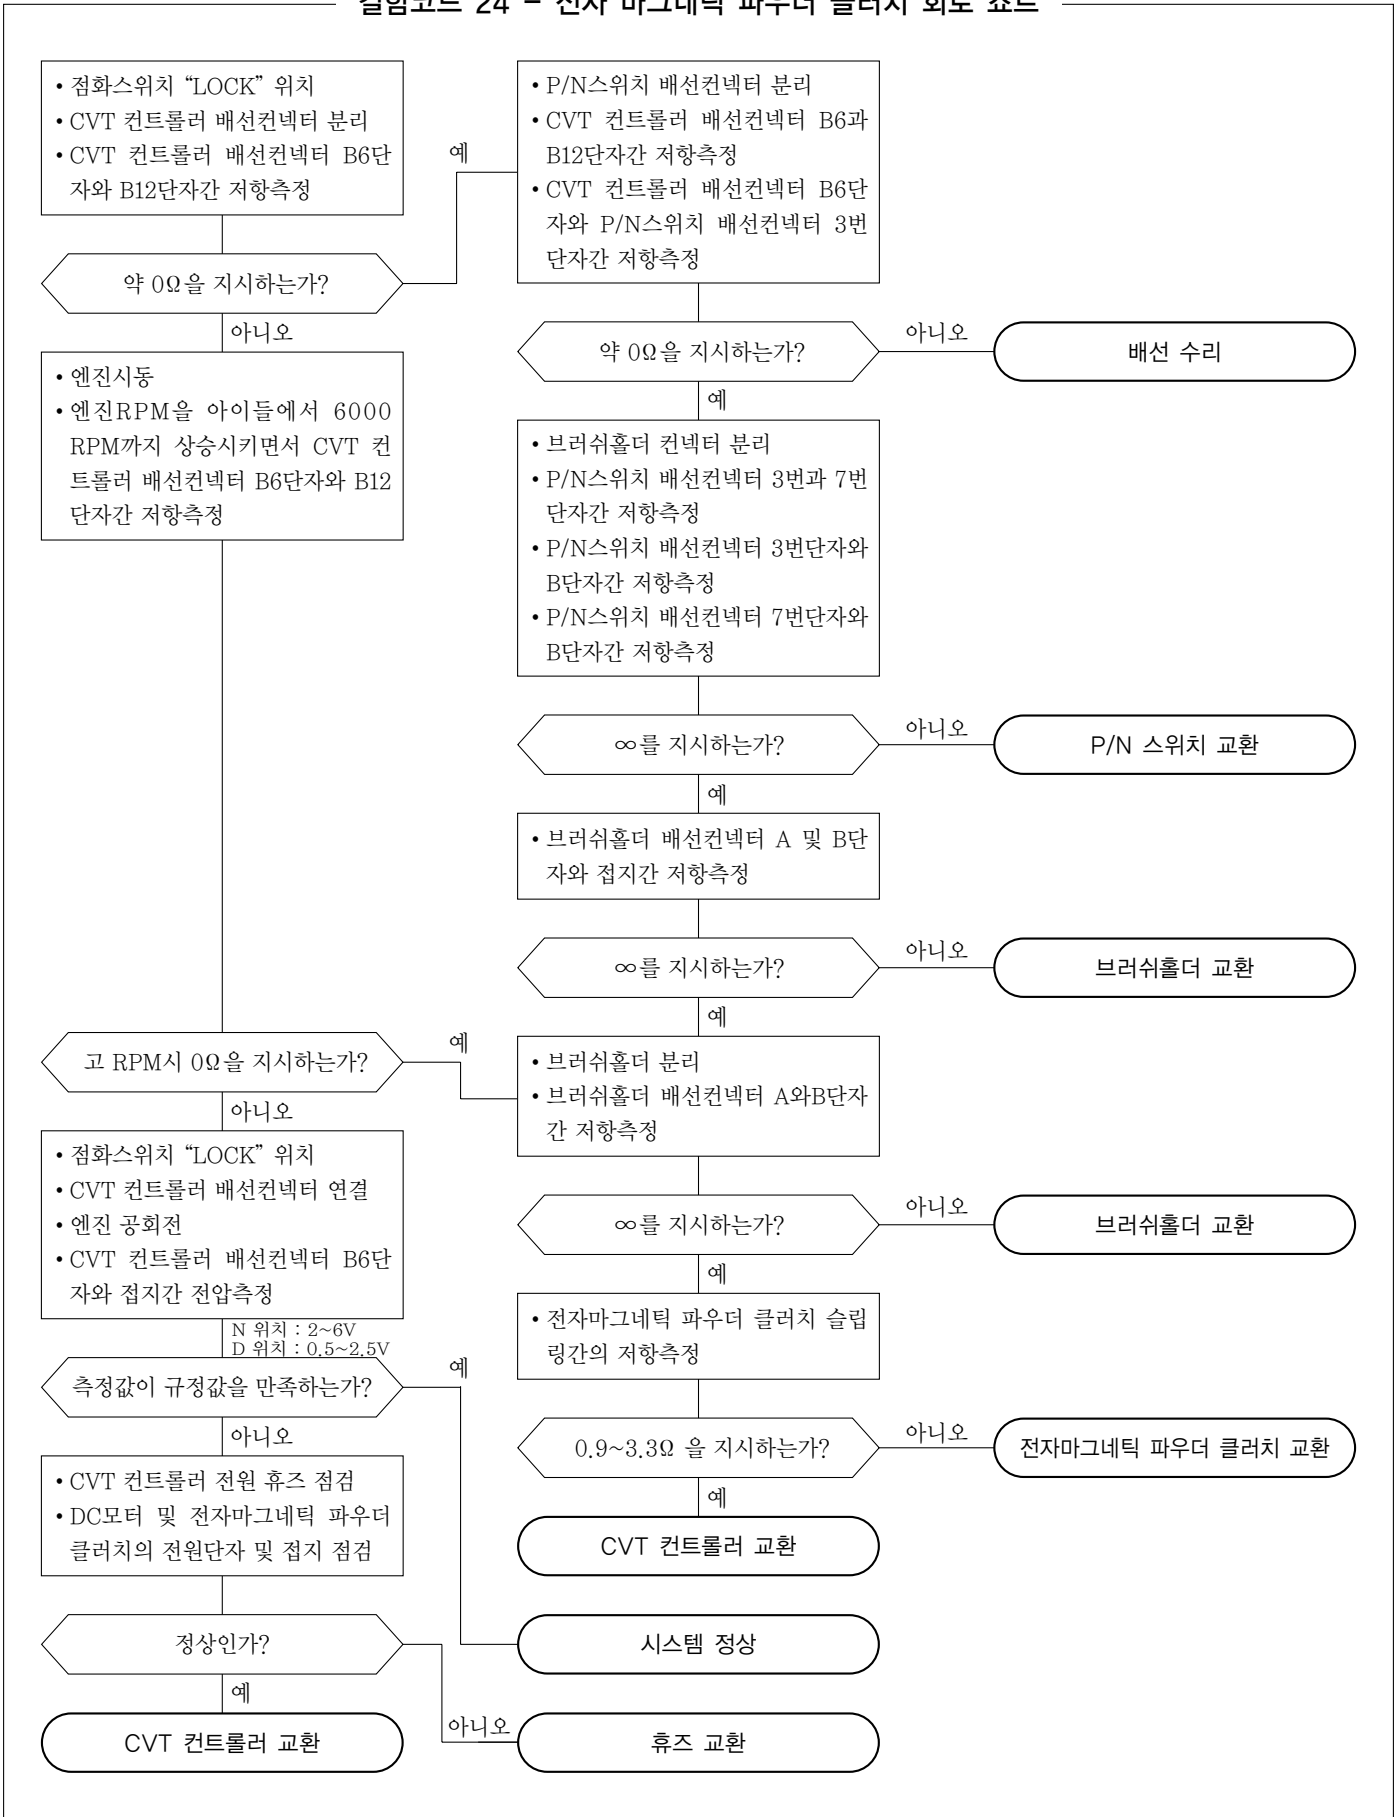 결함코드 24 - 전자 마그네틱 파우더 클러치 회로 쇼트
• 점화스위치 “LOCK” 위치
• CVT 컨트롤러 배선컨넥터 분리
• CVT 컨트롤러 배선컨넥터 B6단
자와 B12단자간 저항측정
약 0Ω을 지시하는가?
예
아니오
• P/N스위치 배선컨넥터 분리
• CVT 컨트롤러 배선컨넥터 B6과
B12단자간 저항측정
• CVT 컨트롤러 배선컨넥터 B6단
자와 P/N스위치 배선컨넥터 3번
단자간 저항측정
약 0Ω을 지시하는가?
아니오
배선 수리
예
• 엔진시동
• 엔진RPM을 아이들에서 6000
RPM까지 상승시키면서 CVT 컨
트롤러 배선컨넥터 B6단자와 B12
단자간 저항측정
• 브러쉬홀더 컨넥터 분리
• P/N스위치 배선컨넥터 3번과 7번
단자간 저항측정
• P/N스위치 배선컨넥터 3번단자와
B단자간 저항측정
• P/N스위치 배선컨넥터 7번단자와
B단자간 저항측정
∞를 지시하는가?
아니오
P/N 스위치 교환
예
• 브러쉬홀더 배선컨넥터 A 및 B단
자와 접지간 저항측정
∞를 지시하는가?
아니오
브러쉬홀더 교환
예
고 RPM시 0Ω을 지시하는가?
예
아니오
• 브러쉬홀더 분리
• 브러쉬홀더 배선컨넥터 A와B단자
간 저항측정
∞를 지시하는가?
아니오
브러쉬홀더 교환
예
• 점화스위치 “LOCK” 위치
• CVT 컨트롤러 배선컨넥터 연결
• 엔진 공회전
• CVT 컨트롤러 배선컨넥터 B6단
자와 접지간 전압측정
N 위치 : 2~6V
D 위치 : 0.5~2.5V
측정값이 규정값을 만족하는가?
예
아니오
• 전자마그네틱 파우더 클러치 슬립
링간의 저항측정
0.9~3.3Ω 을 지시하는가?
아니오
전자마그네틱 파우더 클러치 교환
예
CVT 컨트롤러 교환
• CVT 컨트롤러 전원 휴즈 점검
• DC모터 및 전자마그네틱 파우더
클러치의 전원단자 및 접지 점검
정상인가?
시스템 정상
예
아니오
CVT 컨트롤러 교환
휴즈 교환